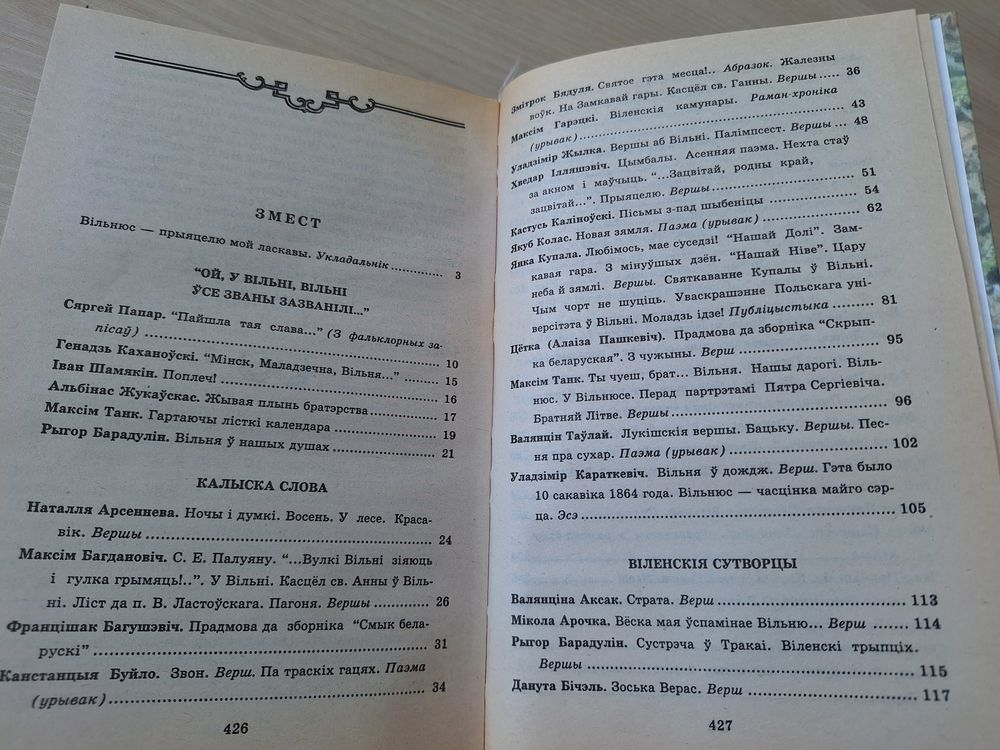 ЗМЕСТ
Вільнюс — прыяцелю мой ласкавы. Укладальнік ............ 3
“ОЙ, У ВІЛЬНІ, ВІЛЬНІ
ЎСЕ ЗВАНЫ ЗАЗВАНІЛІ...”
Сяргей Папар. “Пайшла тая слава...” (З фальклорных за-
пісаў) ............ 10
Генадзь Каханоўскі. “Мінск, Маладзечна, Вільня...” ............ 15
Іван Шамякін. Поплеч! ............ 16
Альбінас Жукаўскас. Жывая плынь братэрства ............ 17
Максім Танк. Гартаючы лісткі календара ............ 19
Рыгор Барадулін. Вільня ў нашых душах ............ 21
КАЛЫСКА СЛОВА
Наталля Арсеннева. Ночы і думкі. Восень. У лесе. Краса-
вік. Вершы ............ 24
Максім Багдановіч. С. Е. Палуяну. “...Вулкі Вільні зіяюць
і гулка грымяць!..”. У Вільні. Касцёл св. Анны ў Віль-
ні. Ліст да п. В. Ластоўскага. Пагоня. Вершы ............ 26
Францішак Багушэвіч. Прадмова да зборніка “Смык бела-
рускі” ............ 31
Канстанцыя Буйло. Звон. Верш. Па траскіх гацях. Паэма
(урывак) ............ 34
426
Змітрок Бядуля. Святое гэта месца!.. Абразок. Жалезны
воўк. На Замкавай гары. Касцёл св. Ганны. Вершы ..... 36
Максім Гарэцкі. Віленскія камунары. Раман-хроніка
(урывак) ............ 43
Уладзімір Жылка. Вершы аб Вільні. Палімпсест. Вершы ... 48
Хведар Ілляшэвіч. Цымбалы. Асенняя паэма. Нехта стаў
за акном і маўчыць. “...Зацвітай, родны край,
зацвітай...”. Прыяцелю. Вершы ............ 51
Кастусь Каліноўскі. Пісьмы з-пад шыбеніцы ............ 54
Якуб Колас. Новая зямля. Паэма (урывак) ............ 62
Янка Купала. Любімось, мае суседзі! “Нашай Долі”. Зам-
кавая гара. З мінуўшых дзён. “Нашай Ніве”. Цару
неба й зямлі. Вершы. Святкаванне Купалы ў Вільні.
Чым чорт не шуціць. Уваскрашэнне Польскага уні-
версітэта ў Вільні. Моладзь ідзе! Публіцыстыка ............ 81
Цётка (Алаіза Пашкевіч). Прадмова да зборніка “Скрып-
ка беларуская”. З чужыны. Верш ............ 95
Максім Танк. Ты чуеш, брат... Вільня. Нашы дарогі. Віль-
нюс. У Вільнюсе. Перад партрэтамі Пятра Сергіевіча.
Братняй Літве. Вершы ............ 96
Валянцін Таўлай. Лукішскія вершы. Бацьку. Вершы. Пес-
ня пра сухар. Паэма (урывак) ............ 102
Уладзімір Караткевіч. Вільня ў дождж. Верш. Гэта было
10 сакавіка 1864 года. Вільнюс — часцінка майго сэр-
ца. Эсэ ............ 105
ВІЛЕНСКІЯ СУТВОРЦЫ
Валянціна Аксак. Страта. Верш ............ 113
Мікола Арочка. Вёска мая ўспамінае Вільню... Верш ....... 114
Рыгор Барадулін. Сустрэча ў Тракаі. Віленскі трыпціх.
Вершы ............ 115
Данута Бічэль. Зоська Верас. Верш ............ 117
427